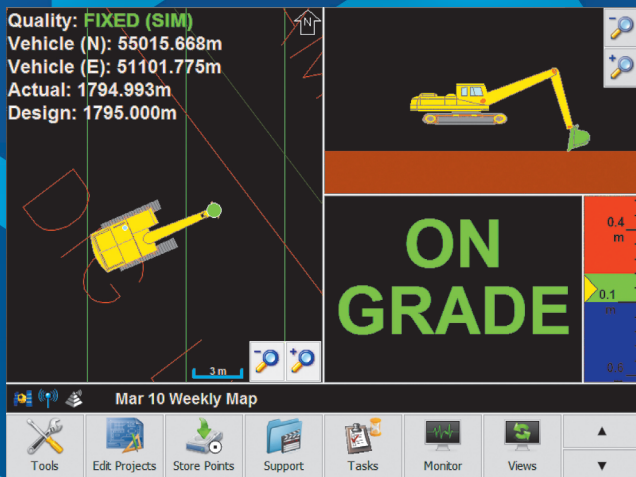 Quality: FIXED (SIM)
Vehicle (N): 55015.668m
Vehicle (E): 51101.775m
Actual: 1794.993m
Design: 1795.000m
N
3 m
ON
GRADE
0.4
m
0.1
m
0.0
Mar 10 Weekly Map
Tools
Edit Projects
Store Points
Support
Tasks
Monitor
Views